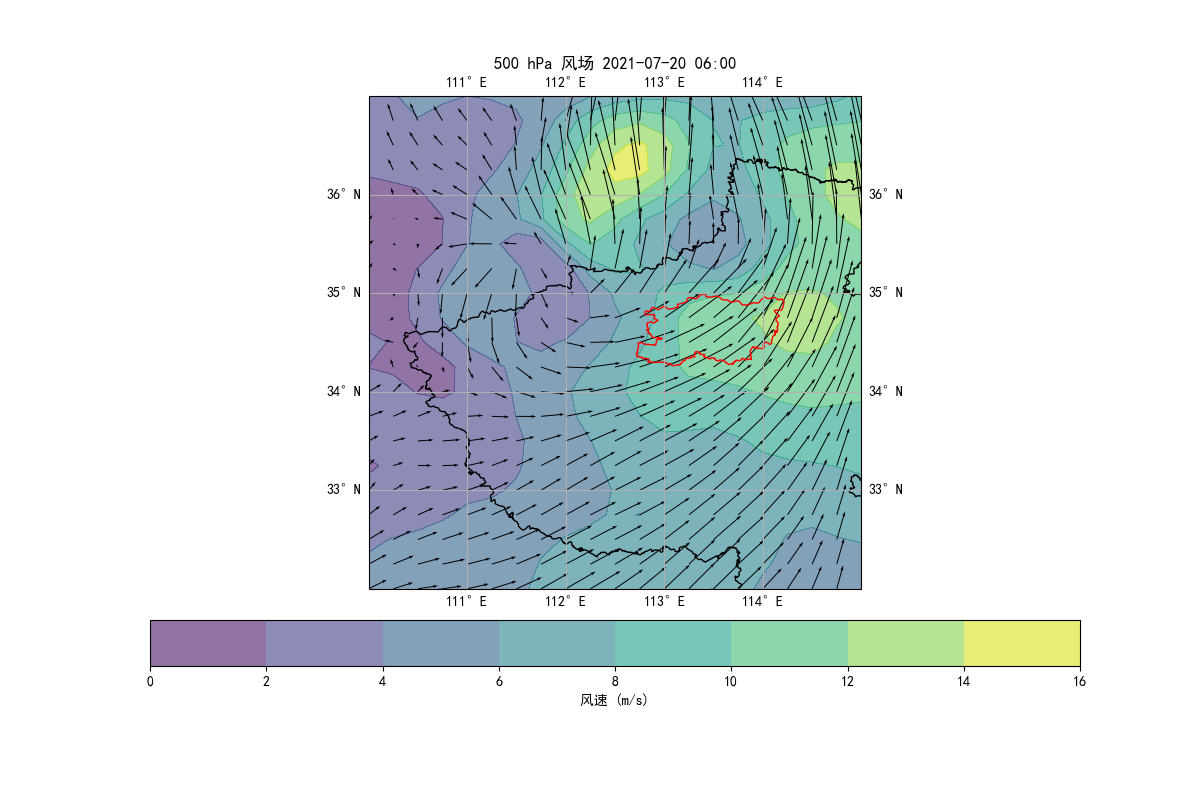 500 hPa 风场 2021-07-20 06:00
111° E 112° E 113° E 114° E
36° N 36° N
35° N 35° N
34° N 34° N
33° N 33° N
111° E 112° E 113° E 114° E
0 2 4 6 8 10 12 14 16
风速 (m/s)